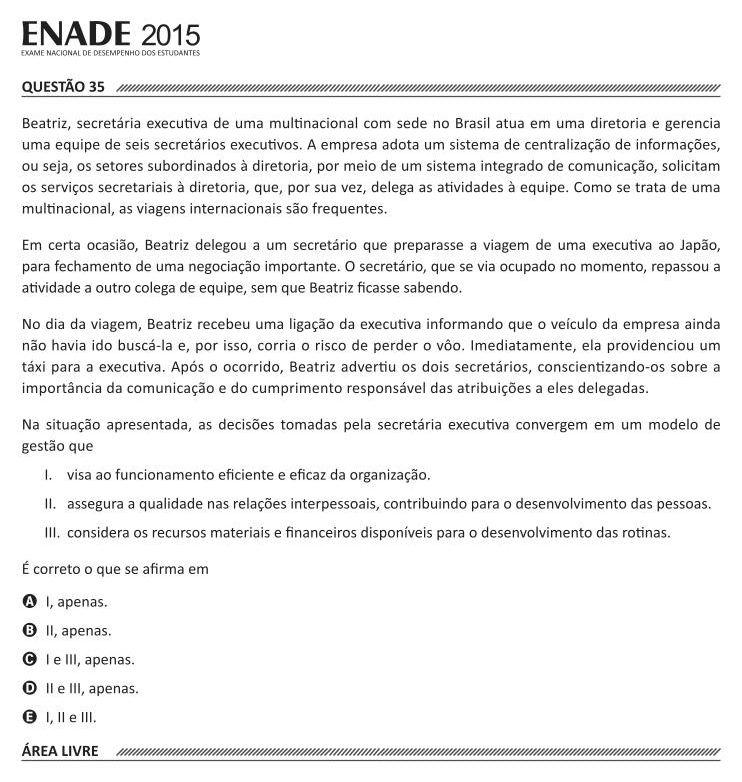 ENADE 2015
EXAME NACIONAL DE DESEMPENHO DOS ESTUDANTES
QUESTÃO 35
Beatriz, secretária executiva de uma multinacional com sede no Brasil atua em uma diretoria e gerencia
uma equipe de seis secretários executivos. A empresa adota um sistema de centralização de informações,
ou seja, os setores subordinados à diretoria, por meio de um sistema integrado de comunicação, solicitam
os serviços secretariais à diretoria, que, por sua vez, delega as atividades à equipe. Como se trata de uma
multinacional, as viagens internacionais são frequentes.
Em certa ocasião, Beatriz delegou a um secretário que preparasse a viagem de uma executiva ao Japão,
para fechamento de uma negociação importante. O secretário, que se via ocupado no momento, repassou a
atividade a outro colega de equipe, sem que Beatriz ficasse sabendo.
No dia da viagem, Beatriz recebeu uma ligação da executiva informando que o veículo da empresa ainda
não havia ido buscá-la e, por isso, corria o risco de perder o vôo. Imediatamente, ela providenciou um
táxi para a executiva. Após o ocorrido, Beatriz advertiu os dois secretários, conscientizando-os sobre a
importância da comunicação e do cumprimento responsável das atribuições a eles delegadas.
Na situação apresentada, as decisões tomadas pela secretária executiva convergem em um modelo de
gestão que
I. visa ao funcionamento eficiente e eficaz da organização.
II. assegura a qualidade nas relações interpessoais, contribuindo para o desenvolvimento das pessoas.
III. considera os recursos materiais e financeiros disponíveis para o desenvolvimento das rotinas.
É correto o que se afirma em
A I, apenas.
B II, apenas.
C I e III, apenas.
D II e III, apenas.
E I, II e III.
ÁREA LIVRE